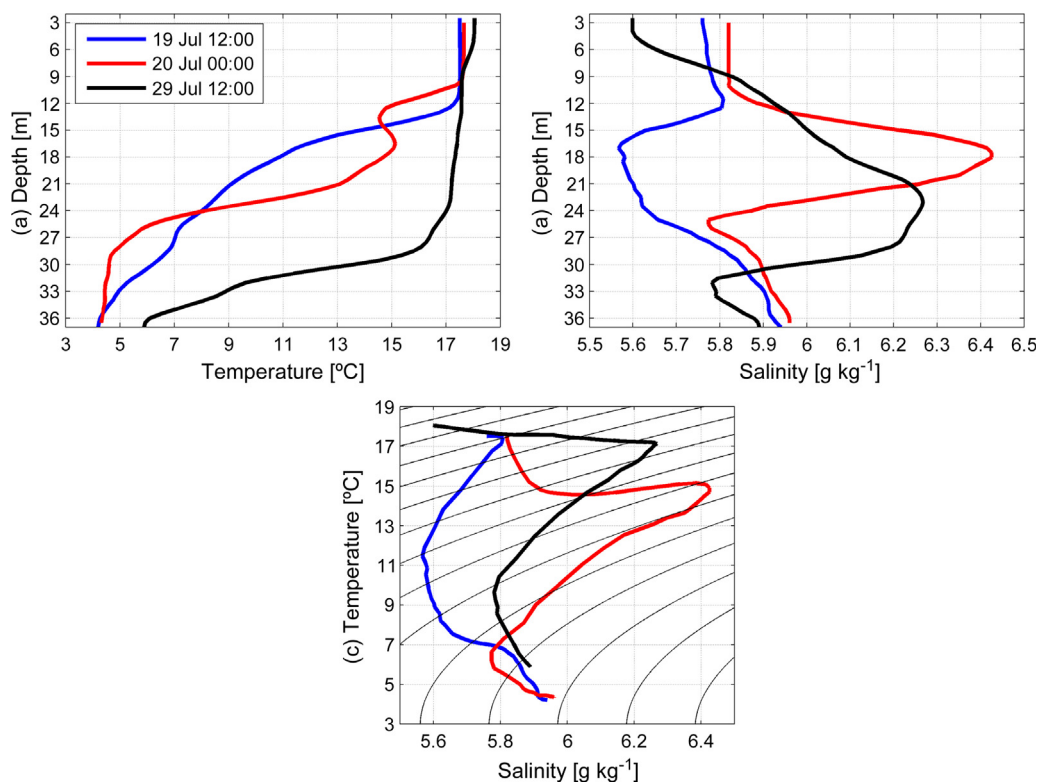 3
6
9
12
15
18
21
24
27
30
33
36
(a) Depth [m]
19 Jul 12:00
20 Jul 00:00
29 Jul 12:00
3 5 7 9 11 13 15 17 19
Temperature [ºC]
3
6
9
12
15
18
21
24
27
30
33
36
(a) Depth [m]
5.5 5.6 5.7 5.8 5.9 6 6.1 6.2 6.3 6.4 6.5
Salinity [g kg⁻¹]
19
17
15
13
11
9
7
5
3
(c) Temperature [ºC]
5.6 5.8 6 6.2 6.4
Salinity [g kg⁻¹]